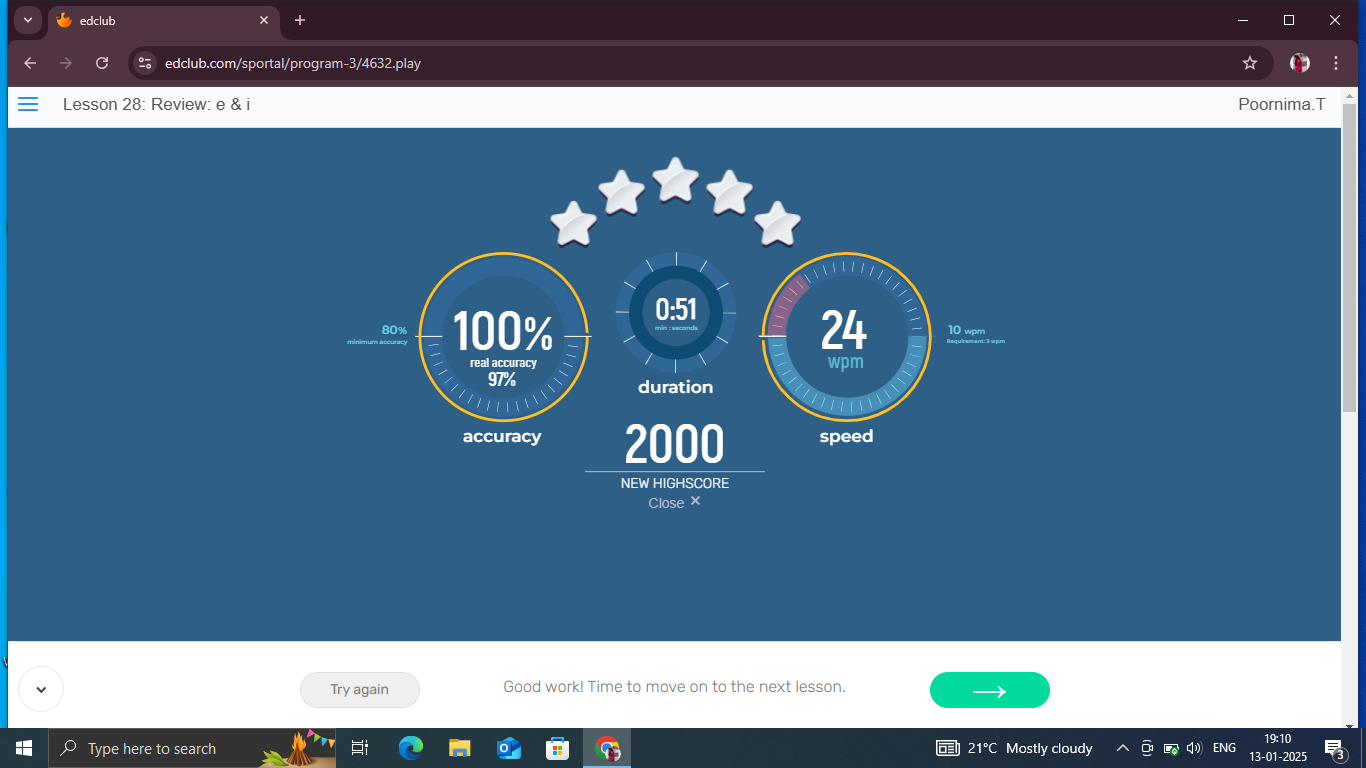 edclub
edclub.com/sportal/program-3/4632.play
Lesson 28: Review: e & i
Poornima.T
80%
minimum accuracy
100%
real accuracy
97%
accuracy
0:51
min : seconds
duration
24
wpm
speed
10 wpm
Requirement: 3 wpm
2000
NEW HIGHSCORE
Close ×
Try again
Good work! Time to move on to the next lesson.
Type here to search
21°C Mostly cloudy
ENG
19:10
13-01-2025
3